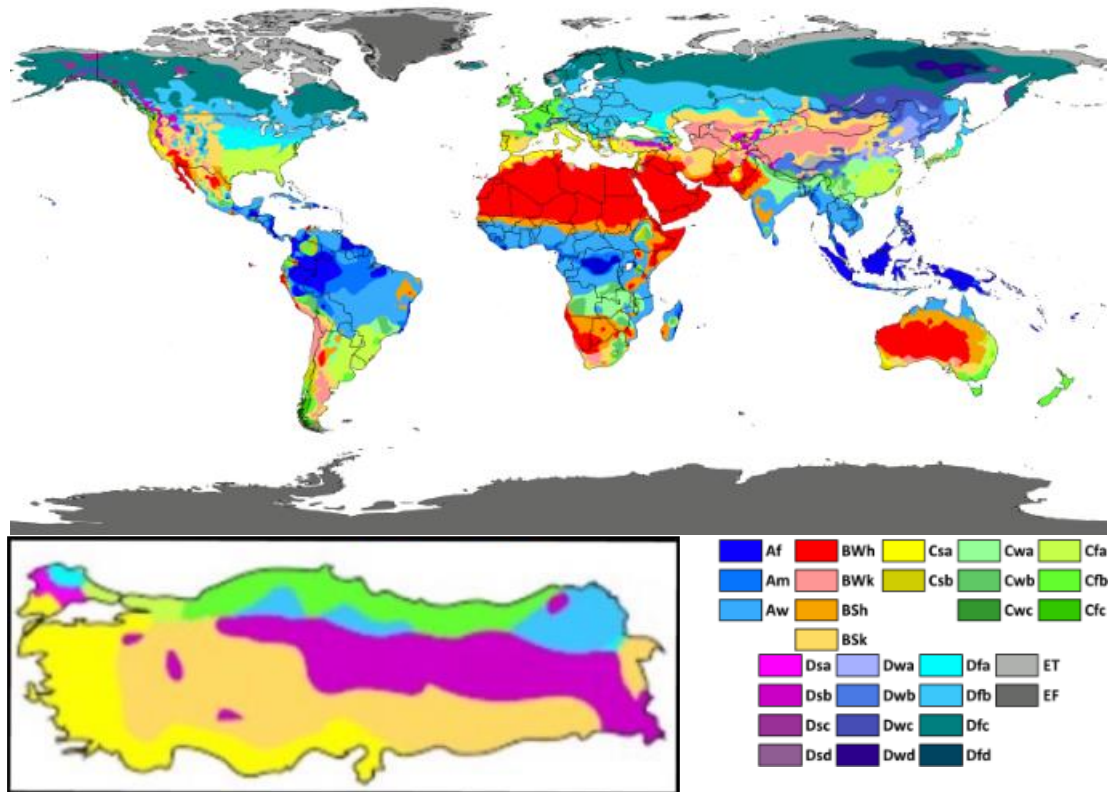 Af BWh Csa Cwa Cfa
Am BWk Csb Cwb Cfb
Aw BSh Cwc Cfc
BSk
Dsa Dwa Dfa ET
Dsb Dwb Dfb EF
Dsc Dwc Dfc
Dsd Dwd Dfd